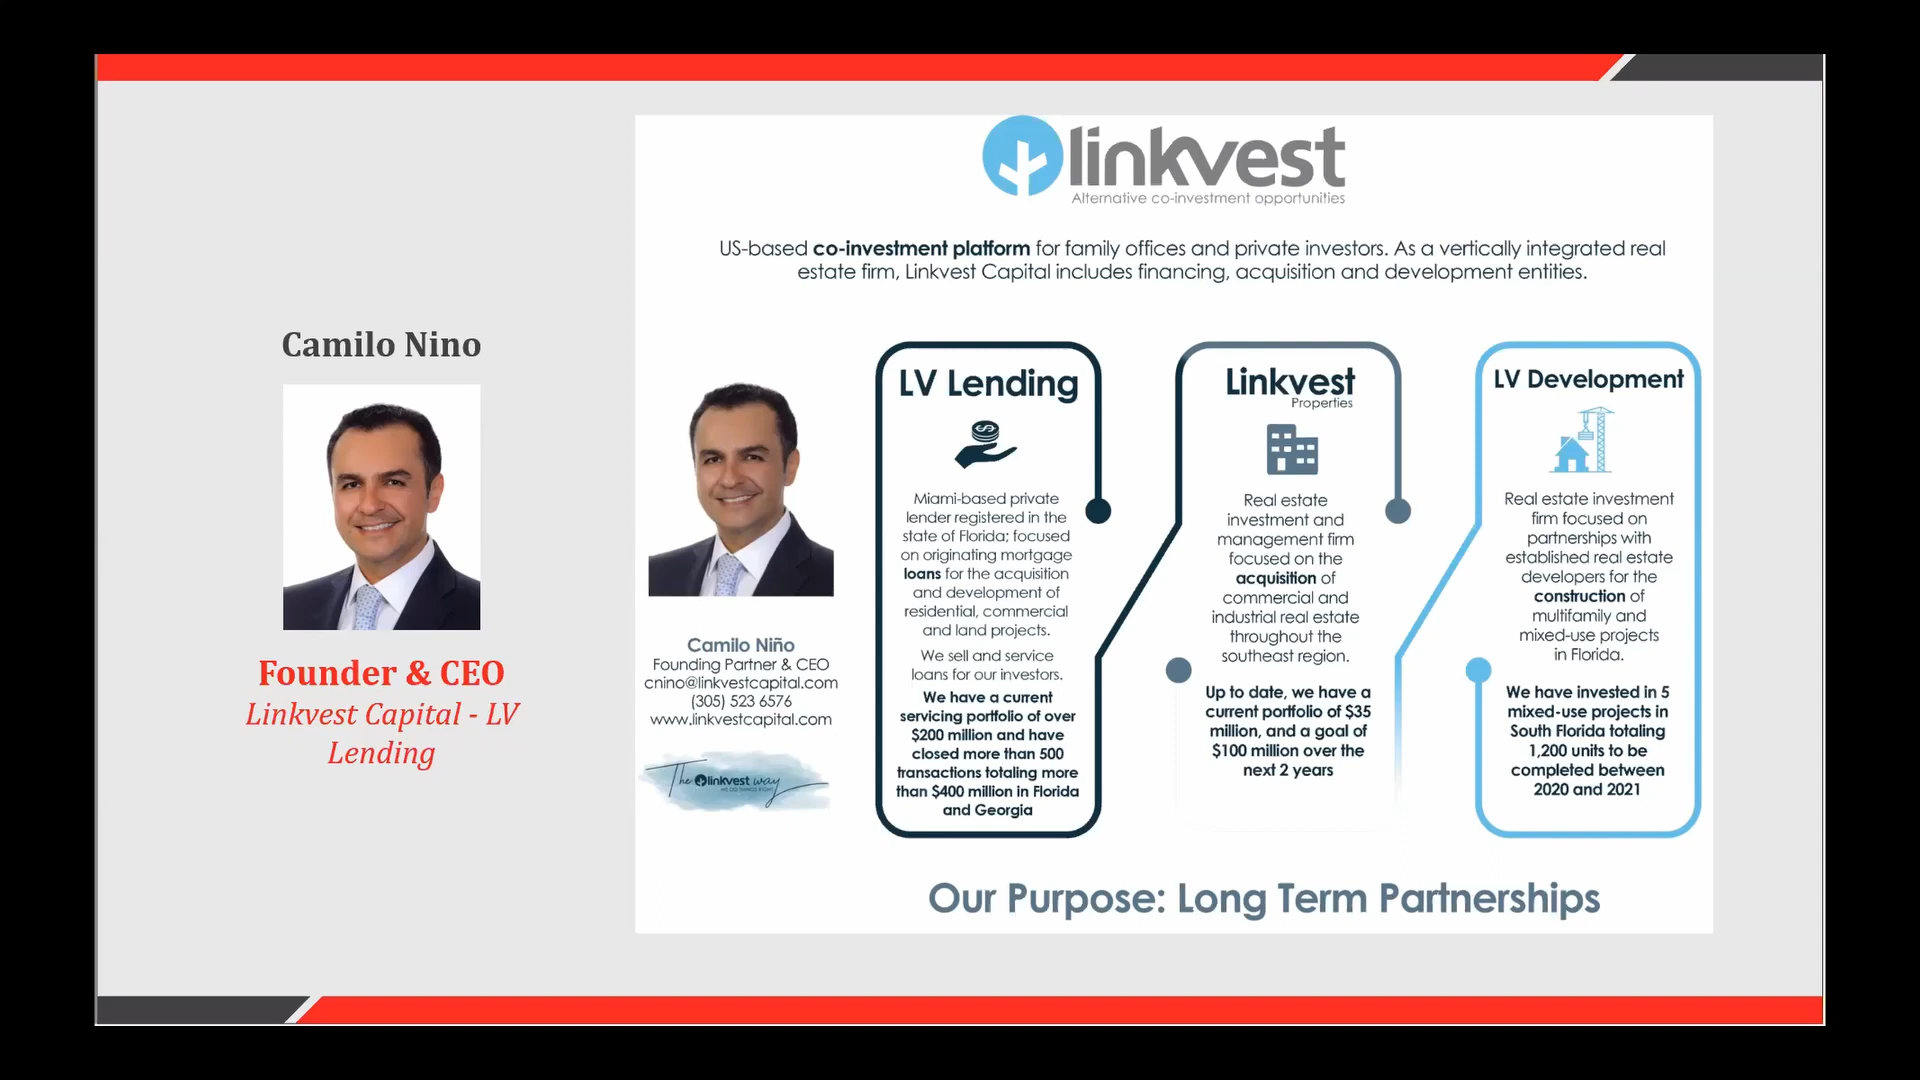 Camilo Nino
Founder & CEO
Linkvest Capital - LV
Lending
linkvest
Alternative co-investment opportunities
US-based co-investment platform for family offices and private investors. As a vertically integrated real
estate firm, Linkvest Capital includes financing, acquisition and development entities.
Camilo Niño
Founding Partner & CEO
cnino@linkvestcapital.com
(305) 523 6576
www.linkvestcapital.com
The linkvest way
LV Lending
Miami-based private
lender registered in the
state of Florida; focused
on originating mortgage
loans for the acquisition
and development of
residential, commercial
and land projects.
We sell and service
loans for our investors.
We have a current
servicing portfolio of over
$200 million and have
closed more than 500
transactions totaling more
than $400 million in Florida
and Georgia
Linkvest
Properties
Real estate
investment and
management firm
focused on the
acquisition of
commercial and
industrial real estate
throughout the
southeast region.
Up to date, we have a
current portfolio of $35
million, and a goal of
$100 million over the
next 2 years
LV Development
Real estate investment
firm focused on
partnerships with
established real estate
developers for the
construction of
multifamily and
mixed-use projects
in Florida.
We have invested in 5
mixed-use projects in
South Florida totaling
1,200 units to be
completed between
2020 and 2021
Our Purpose: Long Term Partnerships